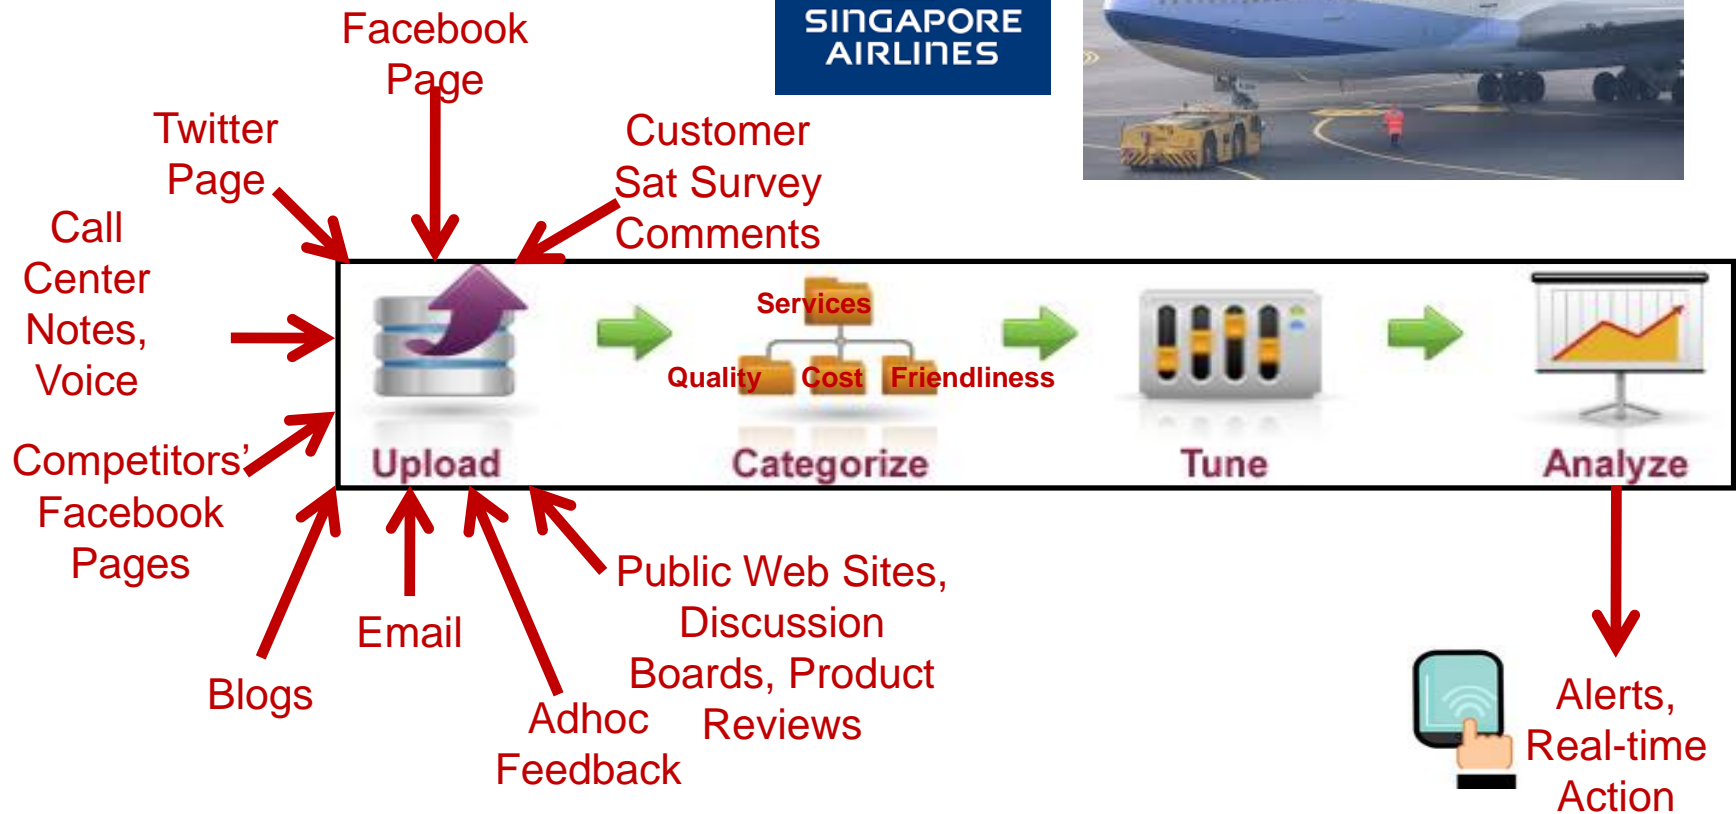 Facebook
Page
SINGAPORE
AIRLINES
Twitter
Page
Customer
Sat Survey
Comments
Call
Center
Notes,
Voice
Competitors’
Facebook
Pages
Services
Quality
Cost
Friendliness
Upload
Categorize
Tune
Analyze
Blogs
Email
Adhoc
Feedback
Public Web Sites,
Discussion
Boards, Product
Reviews
Alerts,
Real-time
Action